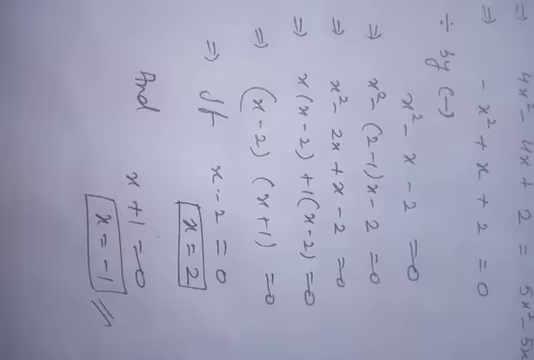 ⇒ 4x² - 4x + 2 = 5x² - 5x
⇒ - x² + x + 2 = 0
÷ by (-)
x² - x - 2 = 0
⇒ x² - (2-1)x - 2 = 0
⇒ x² - 2x + x - 2 = 0
⇒ x(x-2) + 1(x-2) = 0
⇒ (x-2) (x+1) = 0
⇒ If x - 2 = 0
x = 2
And x + 1 = 0
x = -1 //